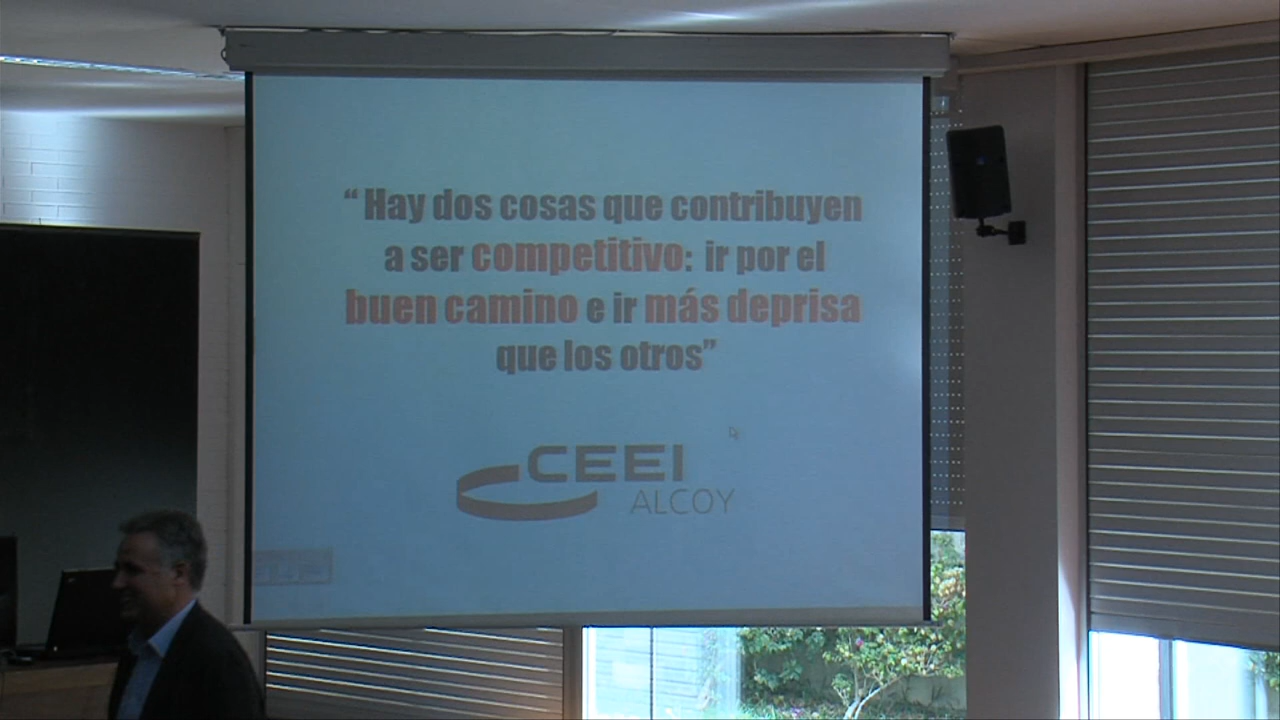 “ Hay dos cosas que contribuyen
a ser competitivo: ir por el
buen camino e ir más deprisa
que los otros”
CEEI
ALCOY